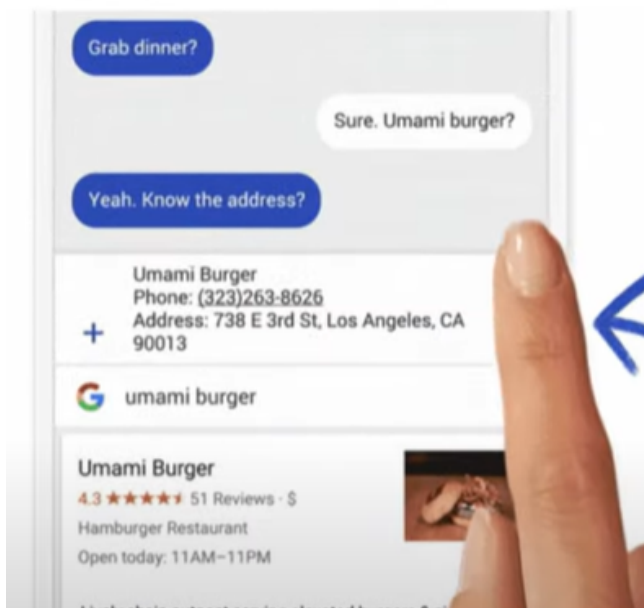 Grab dinner?
Sure. Umami burger?
Yeah. Know the address?
Umami Burger
Phone: (323)263-8626
Address: 738 E 3rd St, Los Angeles, CA
90013
umami burger
Umami Burger
4.3 51 Reviews · $
Hamburger Restaurant
Open today: 11AM–11PM